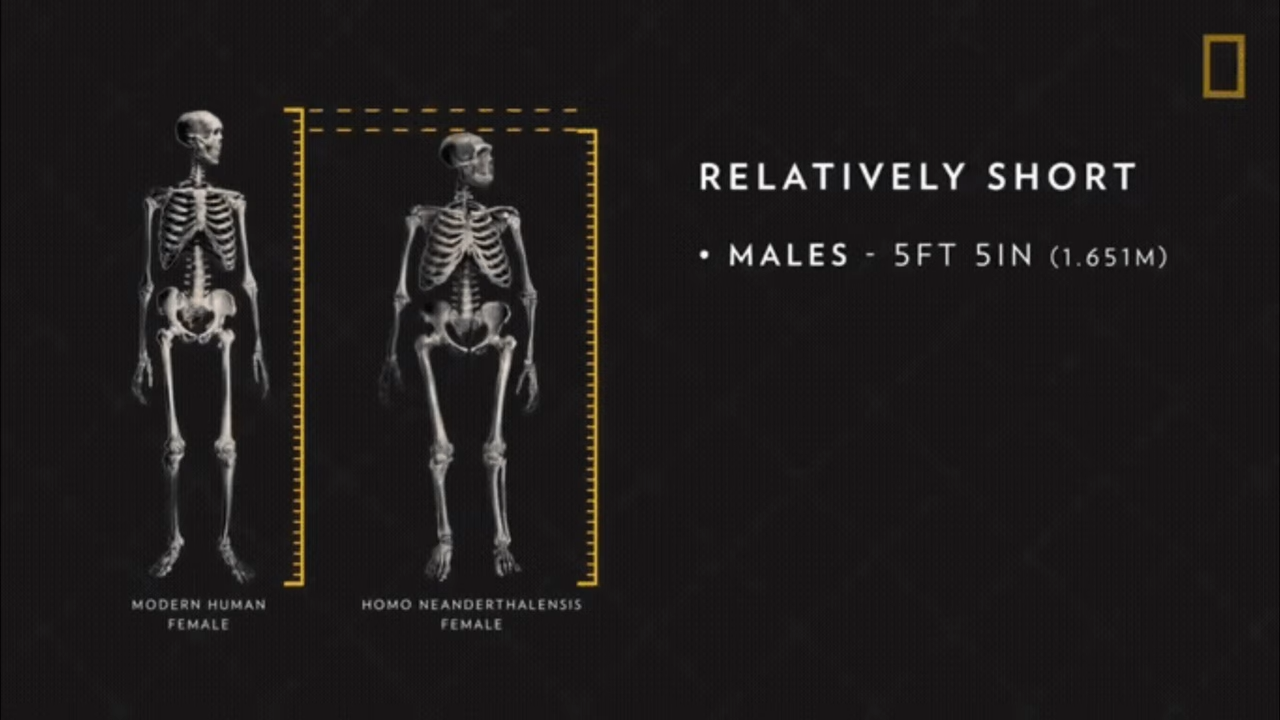 RELATIVELY SHORT
• MALES - 5FT 5IN (1.651M)
MODERN HUMAN
FEMALE
HOMO NEANDERTHALENSIS
FEMALE